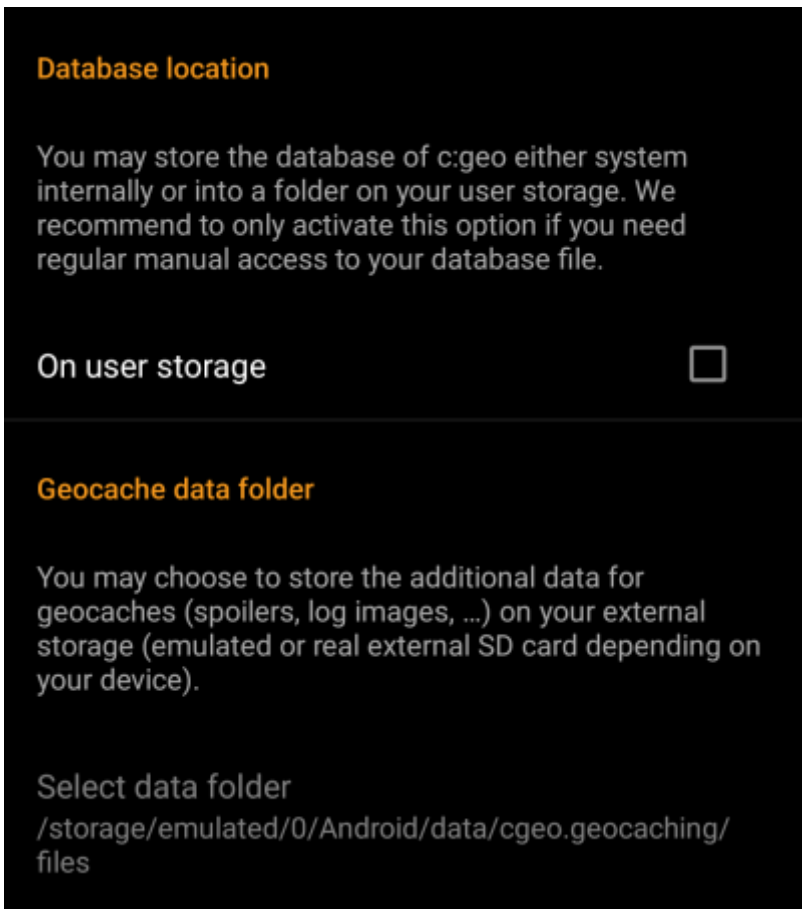 Database location
You may store the database of c:geo either system
internally or into a folder on your user storage. We
recommend to only activate this option if you need
regular manual access to your database file.
On user storage
Geocache data folder
You may choose to store the additional data for
geocaches (spoilers, log images, …) on your external
storage (emulated or real external SD card depending on
your device).
Select data folder
/storage/emulated/0/Android/data/cgeo.geocaching/
files